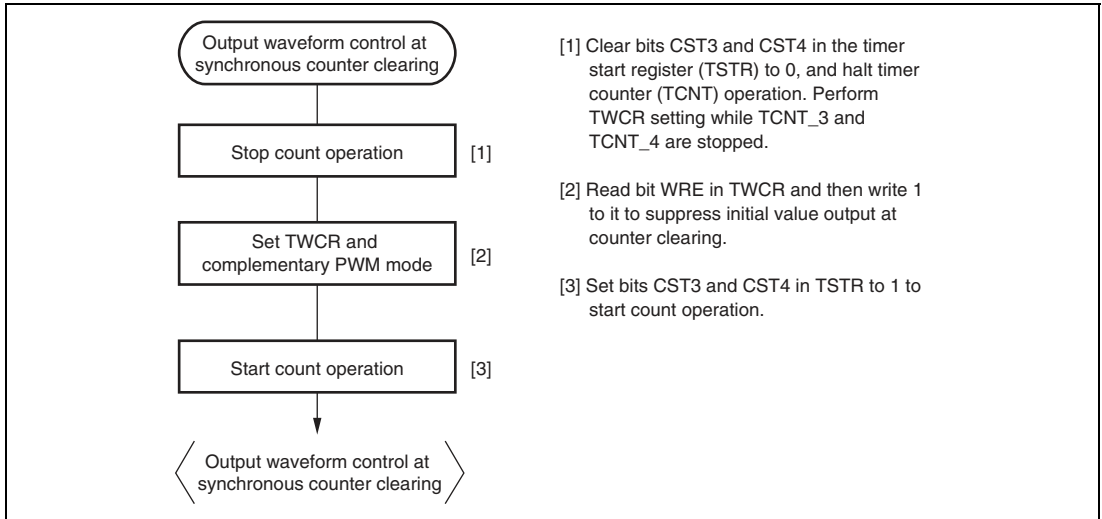 Output waveform control at
synchronous counter clearing
Stop count operation
[1]
Set TWCR and
complementary PWM mode
[2]
Start count operation
[3]
Output waveform control at
synchronous counter clearing
[1] Clear bits CST3 and CST4 in the timer
start register (TSTR) to 0, and halt timer
counter (TCNT) operation. Perform
TWCR setting while TCNT_3 and
TCNT_4 are stopped.
[2] Read bit WRE in TWCR and then write 1
to it to suppress initial value output at
counter clearing.
[3] Set bits CST3 and CST4 in TSTR to 1 to
start count operation.